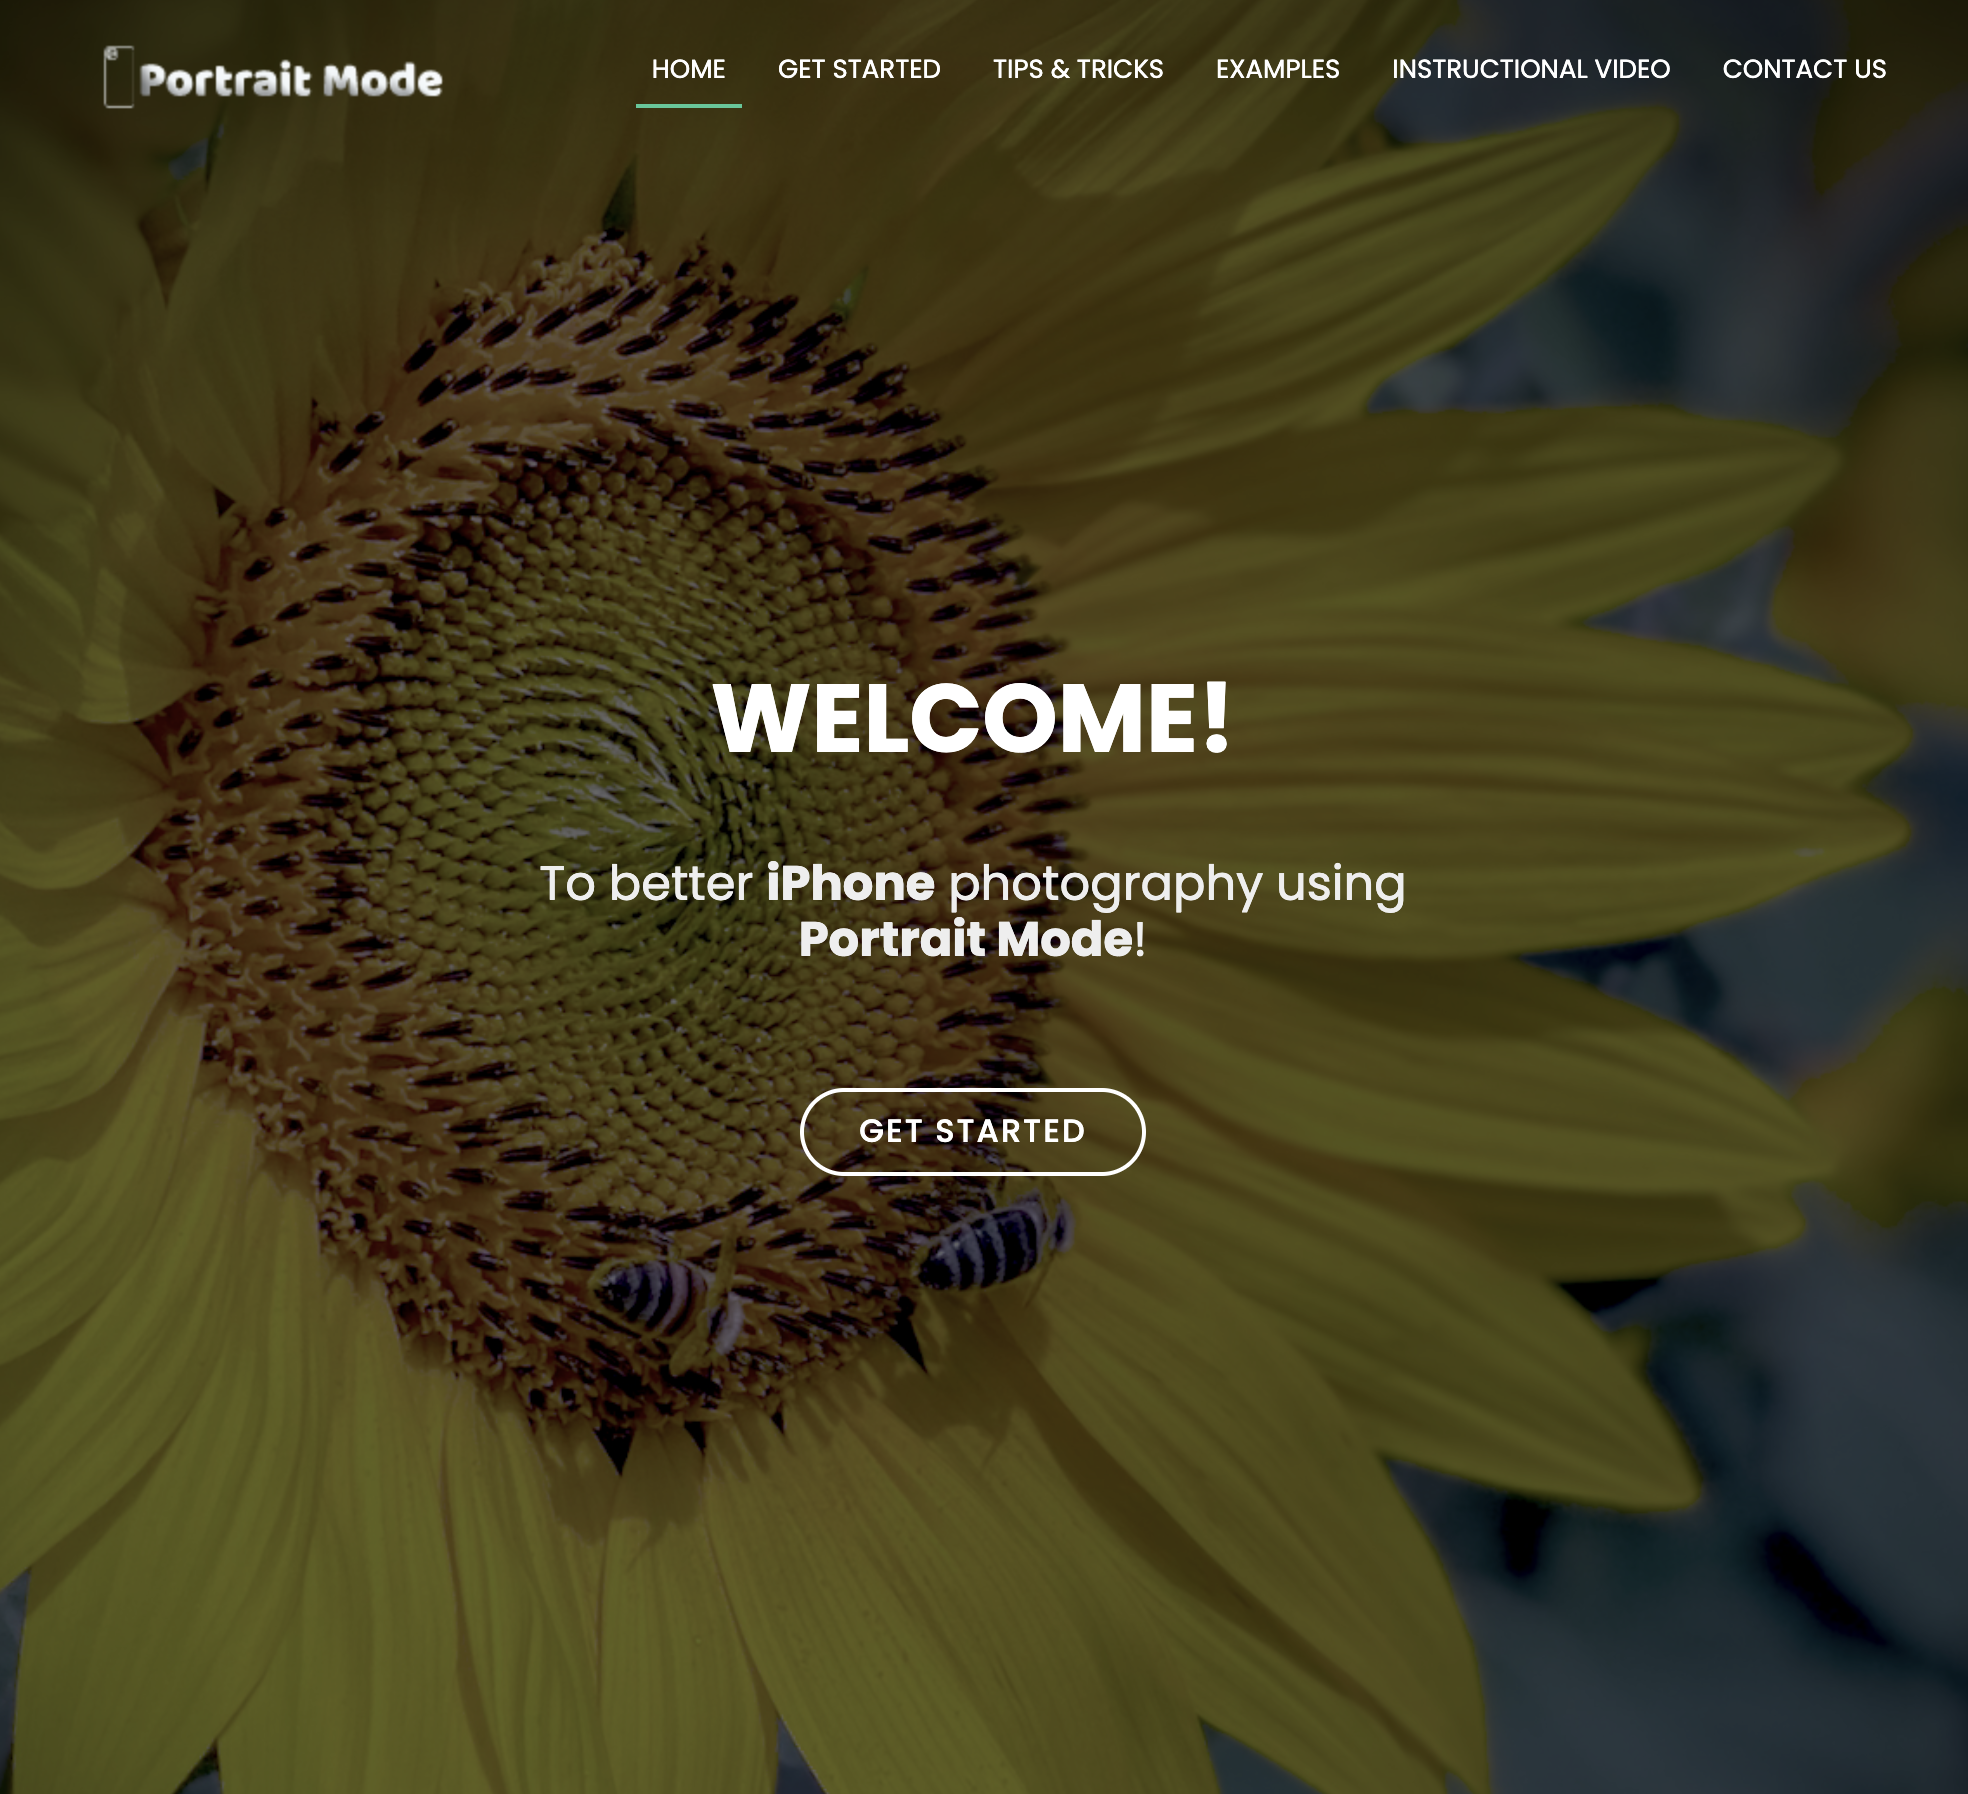 Portrait Mode
HOME GET STARTED TIPS & TRICKS EXAMPLES INSTRUCTIONAL VIDEO CONTACT US
WELCOME!
To better iPhone photography using
Portrait Mode!
GET STARTED